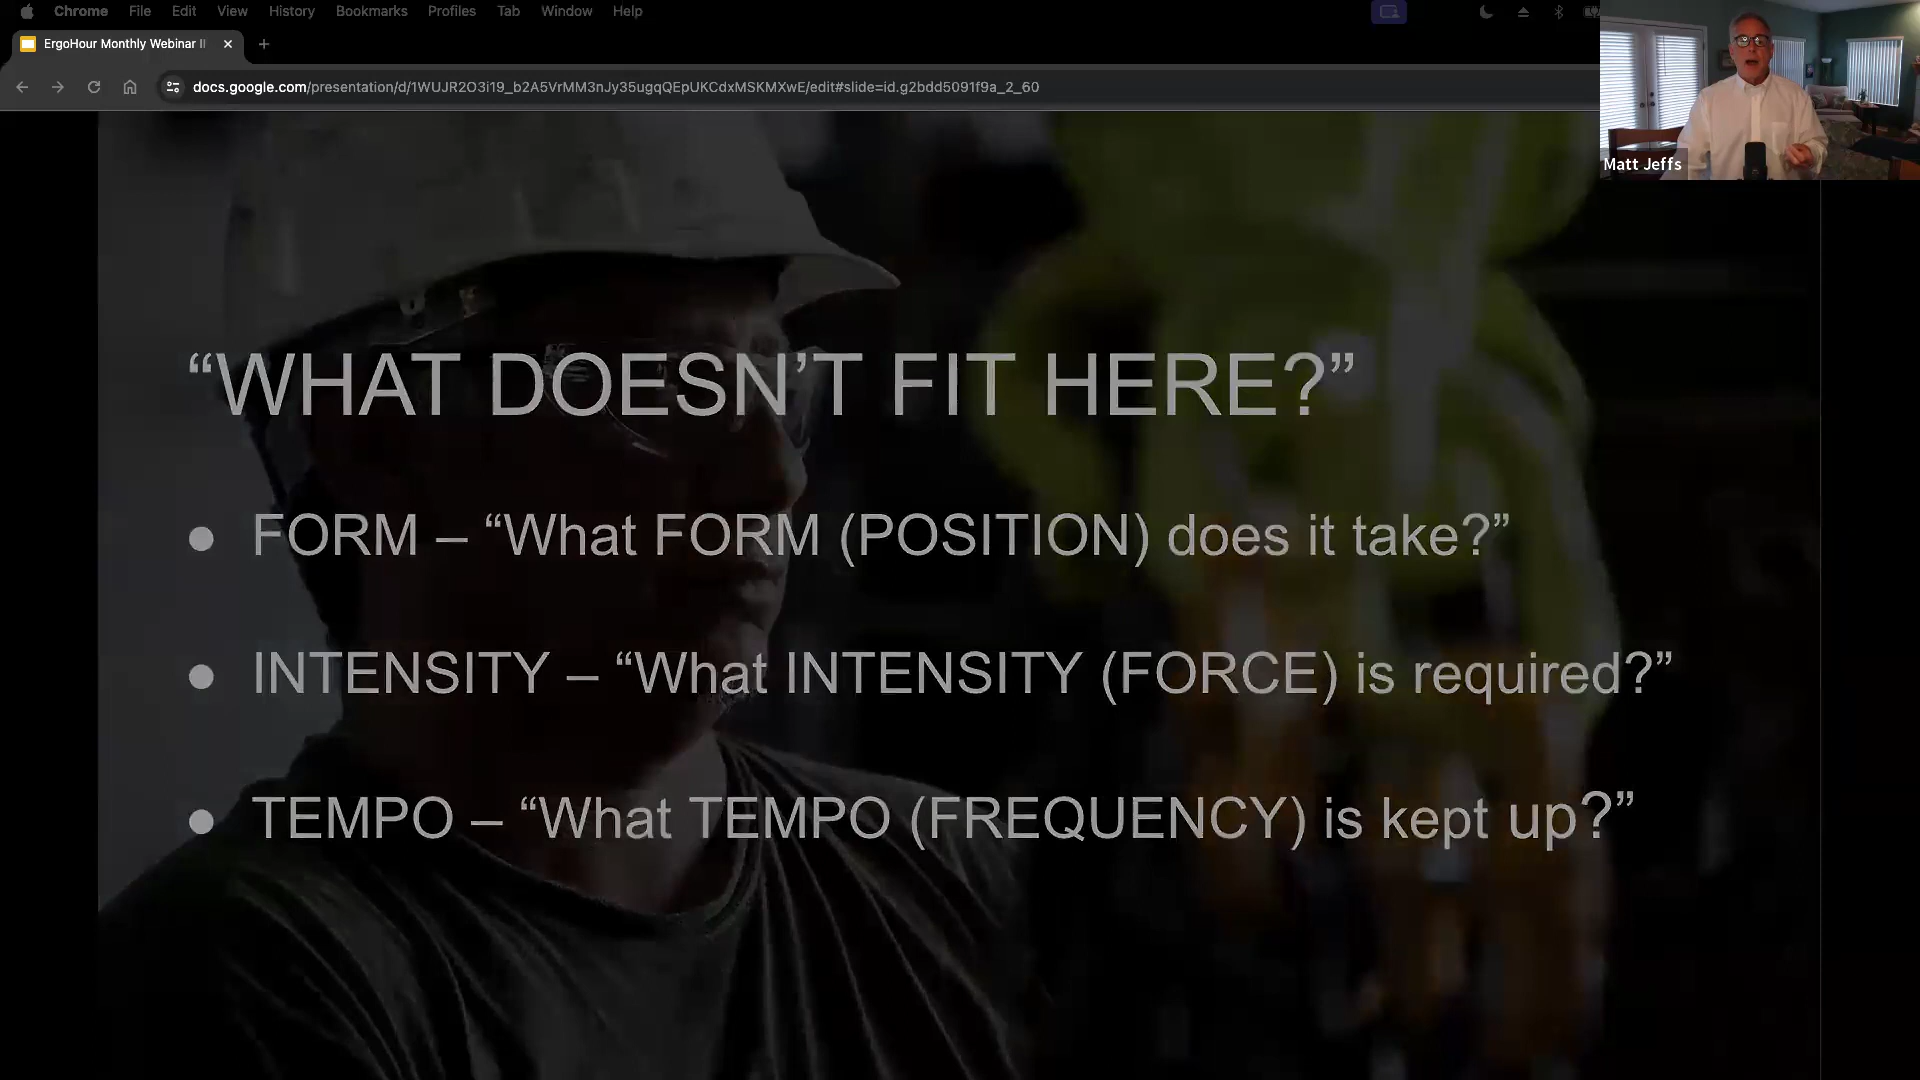 Chrome File Edit View History Bookmarks Profiles Tab Window Help
ErgoHour Monthly Webinar
docs.google.com/presentation/d/1WUJR2O3i19_b2A5VrMM3nJy35ugqQEpUKCdxMSKMXwE/edit#slide=id.g2bdd5091f9a_2_60
Matt Jeffs
“WHAT DOESN’T FIT HERE?”
● FORM – “What FORM (POSITION) does it take?”
● INTENSITY – “What INTENSITY (FORCE) is required?”
● TEMPO – “What TEMPO (FREQUENCY) is kept up?”